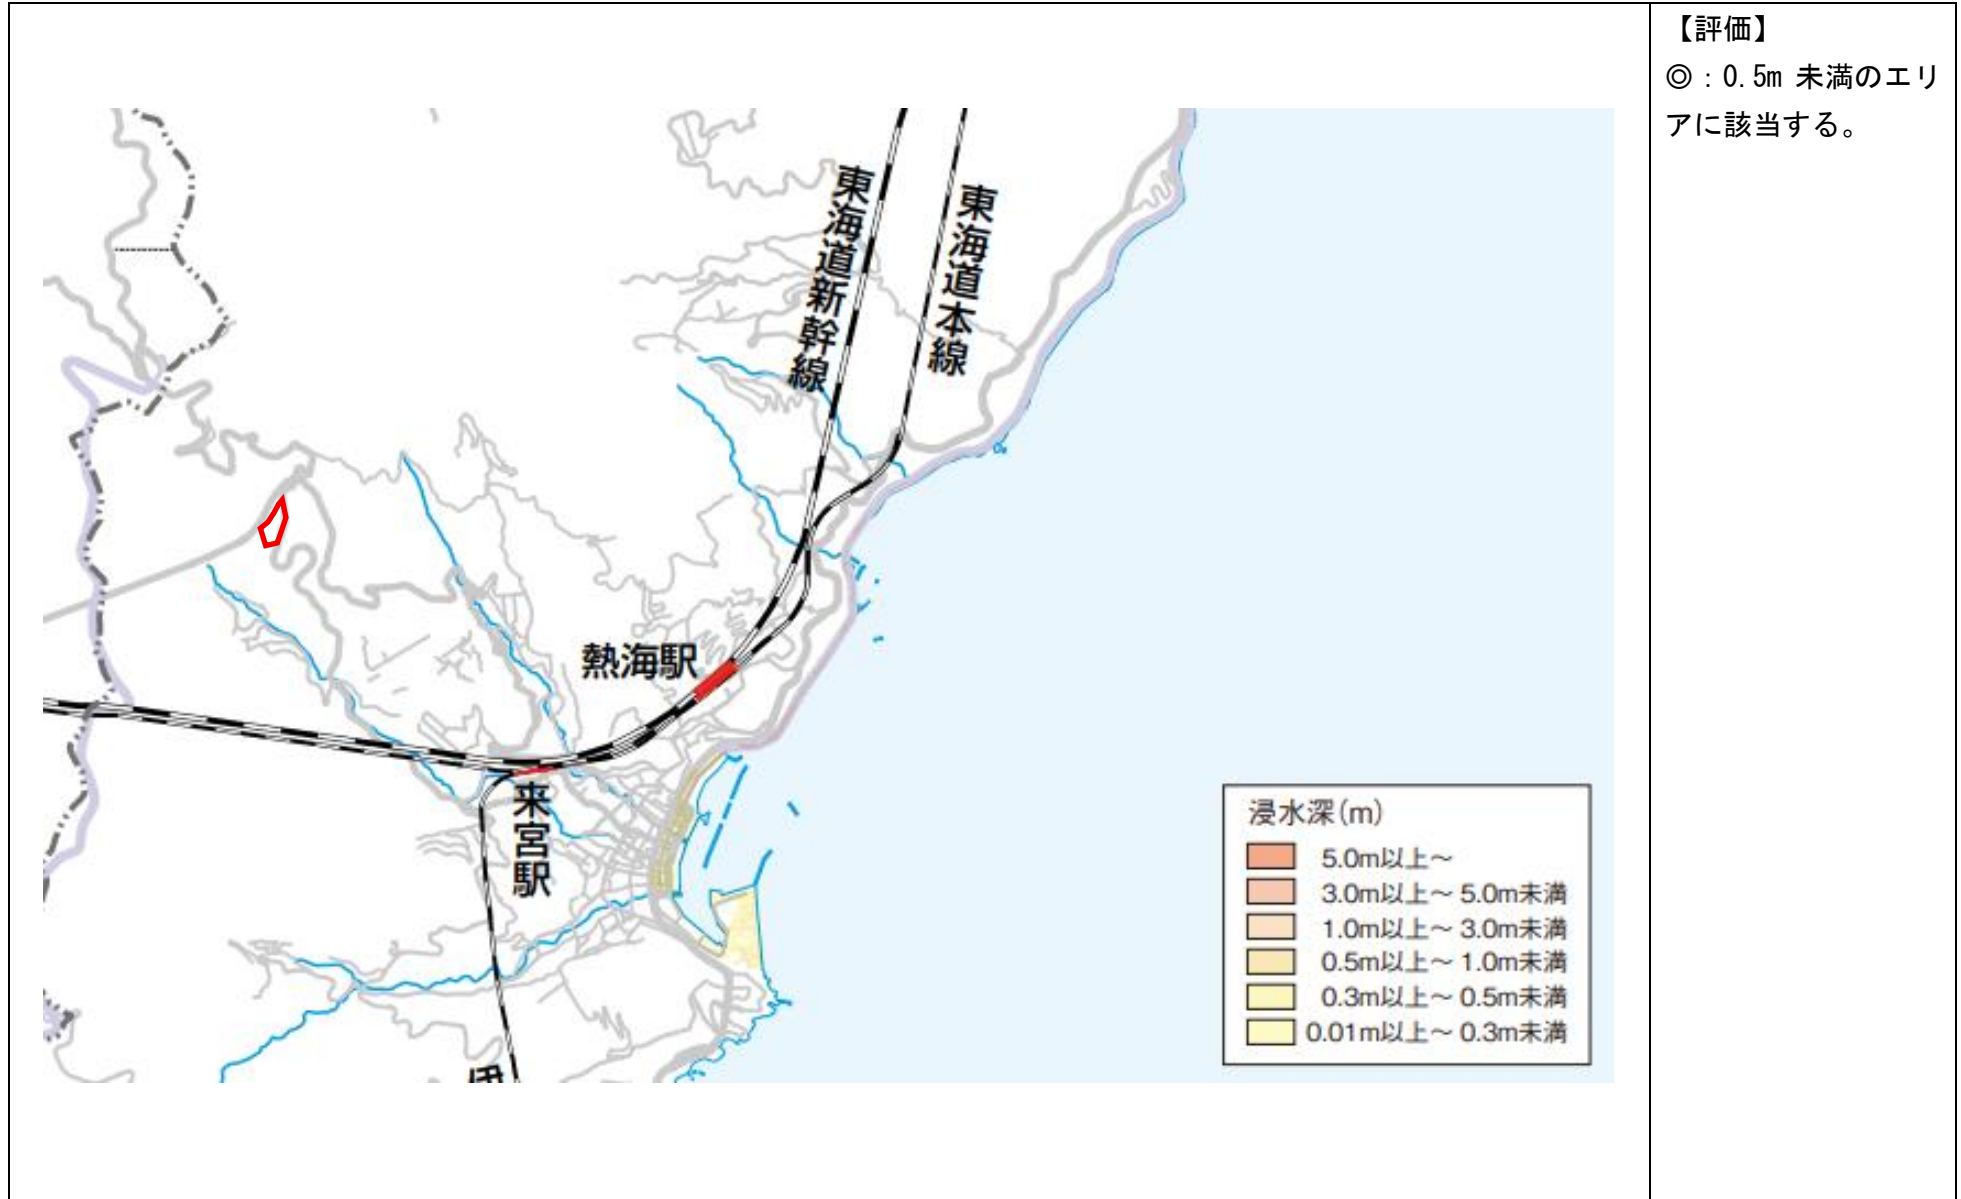 【評価】
◎：0.5m 未満のエリ
アに該当する。
東海道新幹線
東海道本線
熱海駅
来宮駅
伊
浸水深(m)
5.0m以上～
3.0m以上～ 5.0m未満
1.0m以上～ 3.0m未満
0.5m以上～ 1.0m未満
0.3m以上～ 0.5m未満
0.01m以上～ 0.3m未満